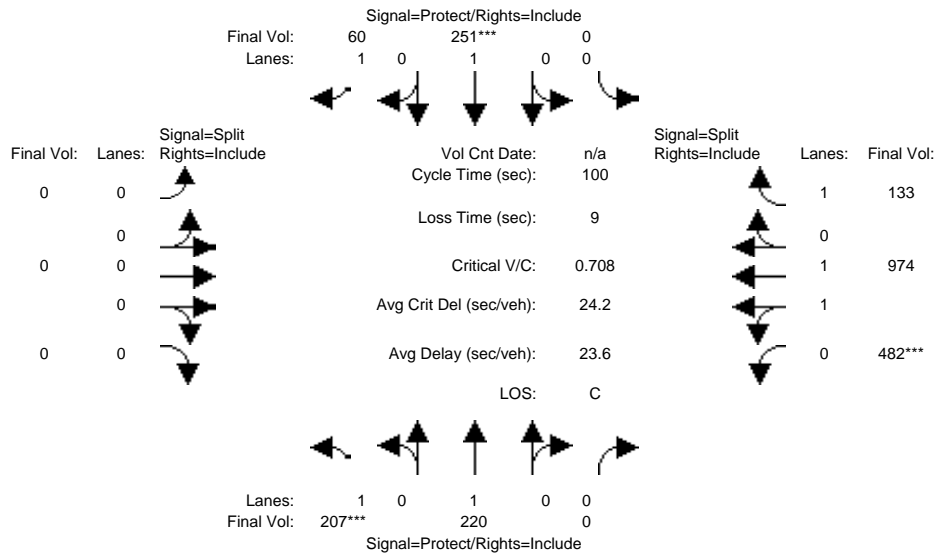 Signal=Protect/Rights=Include
Final Vol: 60 251*** 0
Lanes: 1 0 1 0 0
Signal=Split Signal=Split
Final Vol: Lanes: Rights=Include Vol Cnt Date: n/a Rights=Include Lanes: Final Vol:
Cycle Time (sec): 100
0 0 1 133
Loss Time (sec): 9
0 0
0 0 Critical V/C: 0.708 1 974
0 Avg Crit Del (sec/veh): 24.2 1
0 0 Avg Delay (sec/veh): 23.6 0 482***
LOS: C
Lanes: 1 0 1 0 0
Final Vol: 207*** 220 0
Signal=Protect/Rights=Include